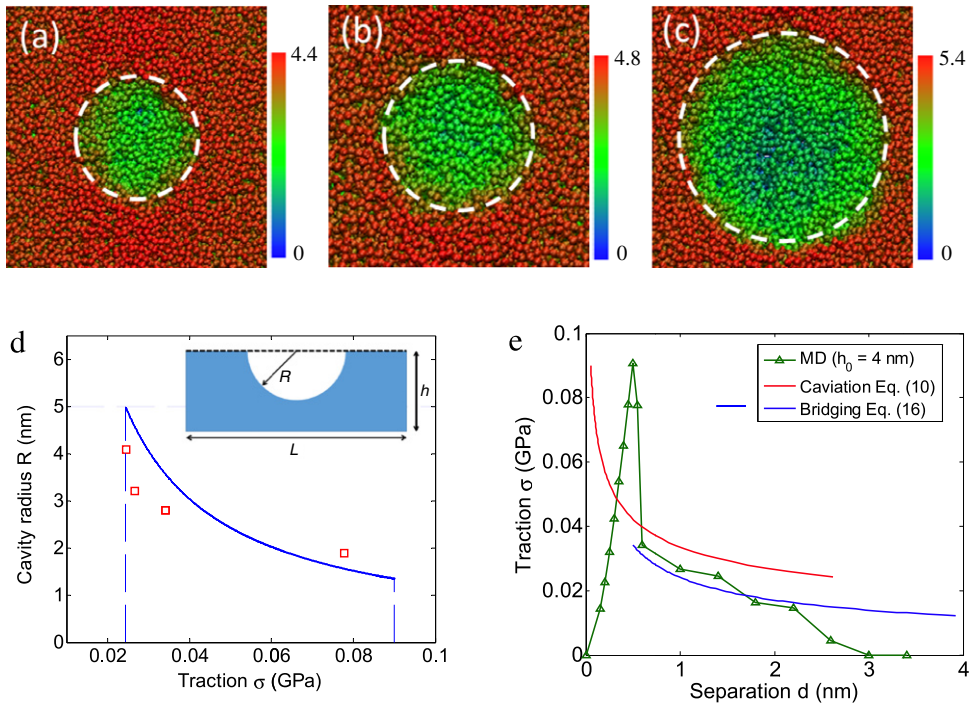 (a)
4.4
0
(b)
4.8
0
(c)
5.4
0
d
6
5
4
3
2
1
0
Cavity radius R (nm)
0.02
0.04
0.06
0.08
0.1
Traction σ (GPa)
R
h
L
e
0.1
0.08
0.06
0.04
0.02
0
Traction σ (GPa)
MD (h0 = 4 nm)
Caviation Eq. (10)
Bridging Eq. (16)
0
1
2
3
4
Separation d (nm)